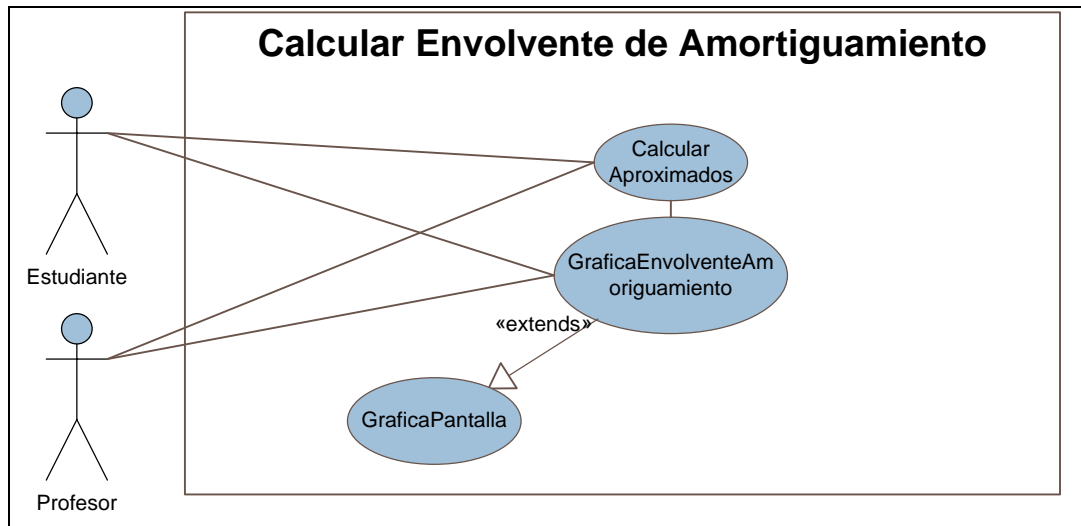 Calcular Envolvente de Amortiguamiento
Calcular
Aproximados
Estudiante
GraficaEnvolventeAm
origuamiento
«extends»
GraficaPantalla
Profesor